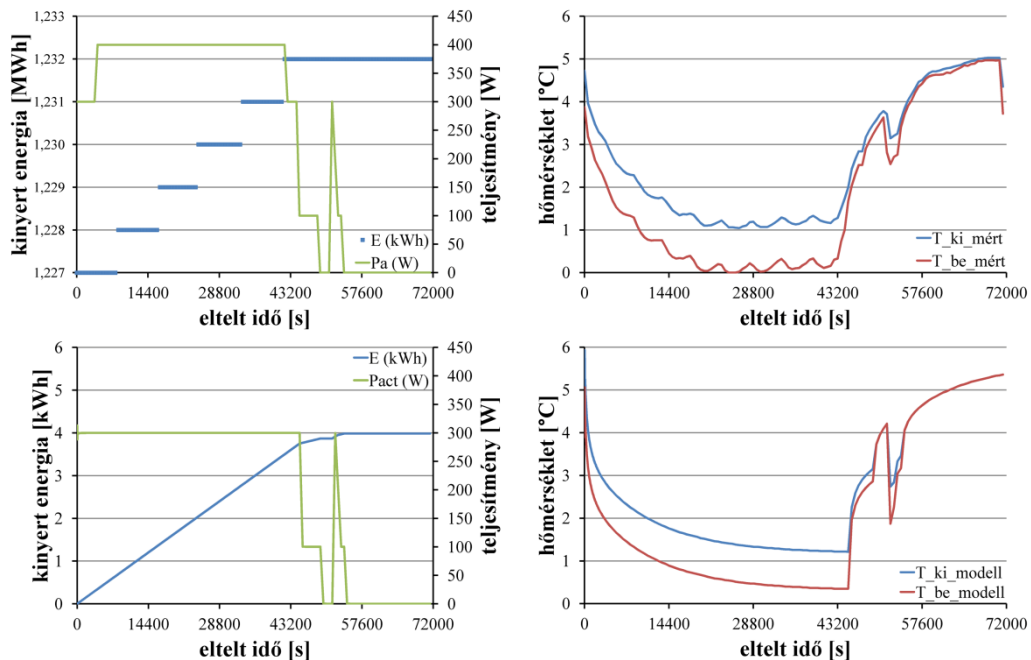 kinyert energia [MWh]
1,233
1,232
1,231
1,230
1,229
1,228
1,227
450
400
350
300
250
200
150
100
50
0
teljesítmény [W]
E (kWh)
Pa (W)
0 14400 28800 43200 57600 72000
eltelt idő [s]
hőmérséklet [°C]
6
5
4
3
2
1
0
T_ki_mért
T_be_mért
0 14400 28800 43200 57600 72000
eltelt idő [s]
kinyert energia [kWh]
6
5
4
3
2
1
0
450
400
350
300
250
200
150
100
50
0
teljesítmény [W]
E (kWh)
Pact (W)
0 14400 28800 43200 57600 72000
eltelt idő [s]
hőmérséklet [°C]
6
5
4
3
2
1
0
T_ki_modell
T_be_modell
0 14400 28800 43200 57600 72000
eltelt idő [s]